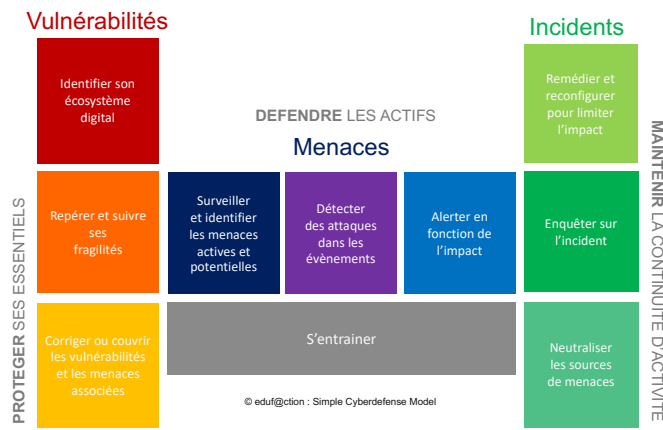 Vulnérabilités
Incidents
Identifier son
écosystème
digital
Remédier et
reconfigurer
pour limiter
l'impact
DEFENDRE LES ACTIFS
Menaces
PROTEGER SES ESSENTIELS
Repérer et suivre
ses
fragilités
Surveiller
et identifier
les menaces
actives et
potentielles
Détecter
des attaques
dans les
évènements
Alerter en
fonction de
l'impact
Enquêter sur
l'incident
MAINTENIR LA CONTINUITE D'ACTIVITE
Corriger ou couvrir
les vulnérabilités
et les menaces
associées
S'entrainer
Neutraliser
les sources
de menaces
© eduf@ction : Simple Cyberdefense Model